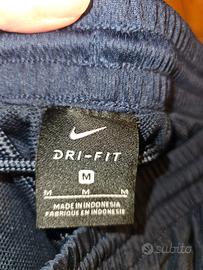 DRI-FIT
M
M M M
MADE IN INDONESIA
FABRIQUÉ EN INDONÉSIE
subito